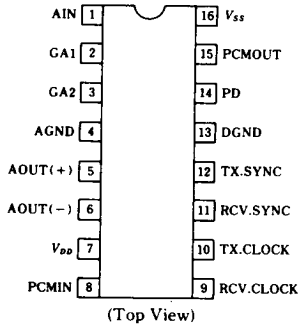 AIN 1 16 Vss
GA1 2 15 PCMOUT
GA2 3 14 PD
AGND 4 13 DGND
AOUT(+) 5 12 TX.SYNC
AOUT(−) 6 11 RCV.SYNC
VDD 7 10 TX.CLOCK
PCMIN 8 9 RCV.CLOCK
(Top View)